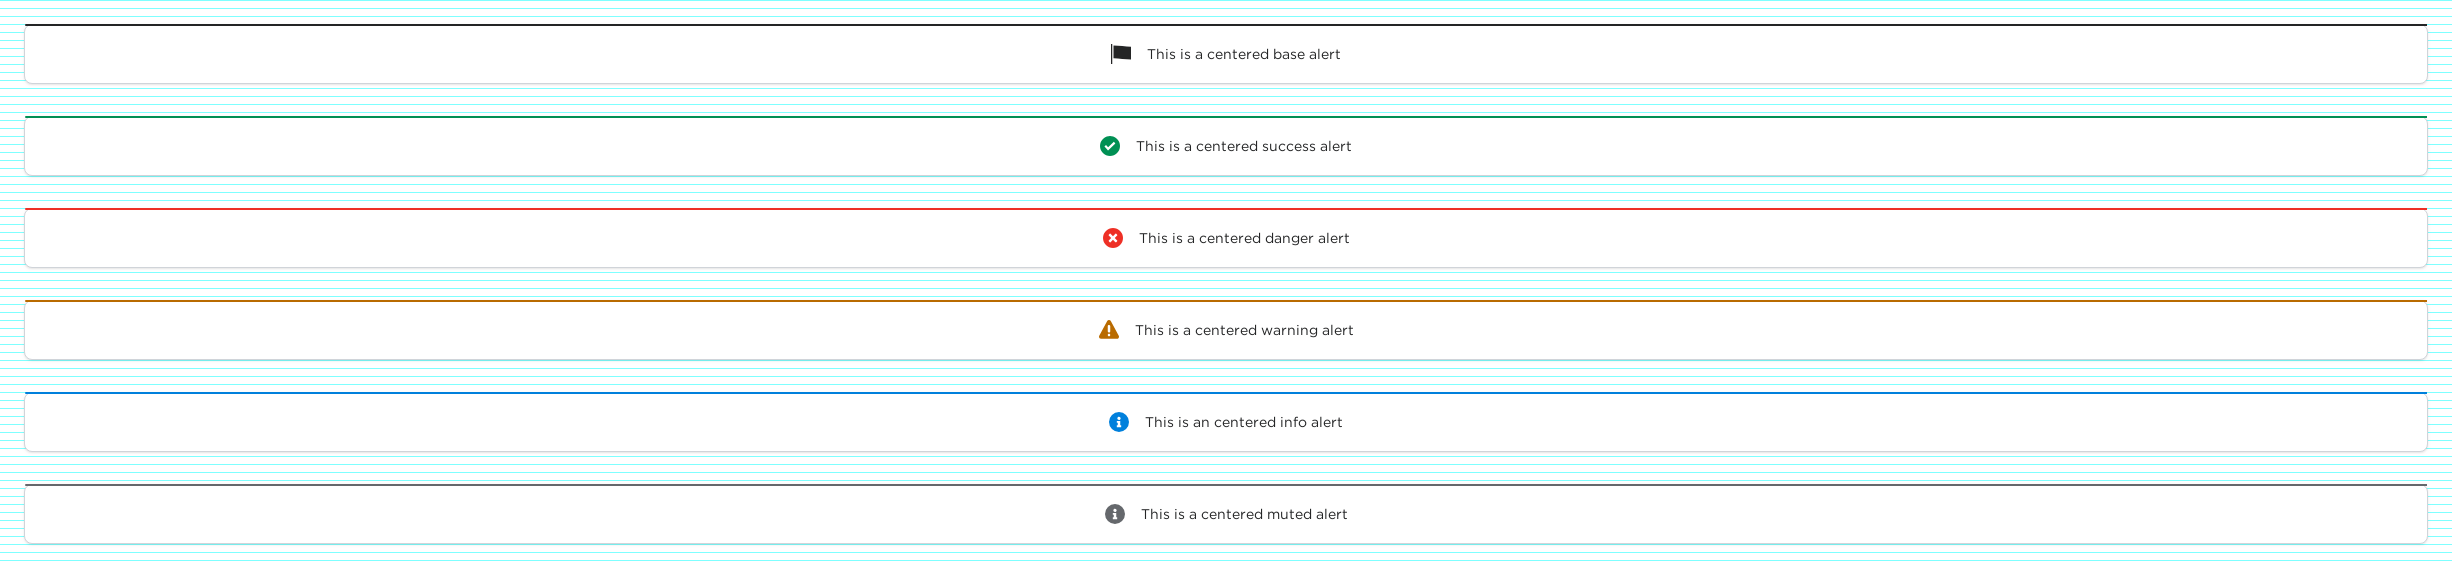 This is a centered base alert
This is a centered success alert
This is a centered danger alert
This is a centered warning alert
This is an centered info alert
This is a centered muted alert